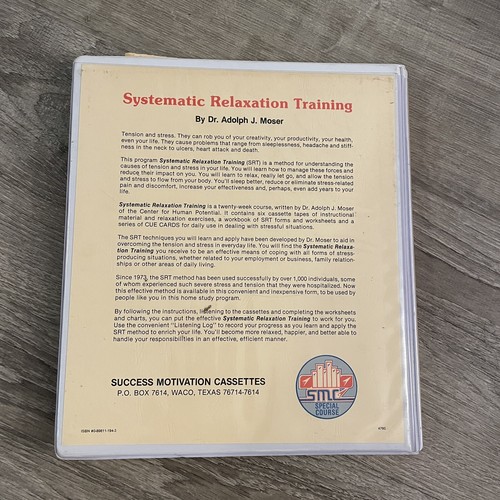 Systematic Relaxation Training
By Dr. Adolph J. Moser
Tension and stress. They can rob you of your creativity, your productivity, your health,
even your life. They cause problems that range from sleeplessness, headache and stiff-
ness in the neck to ulcers, heart attack and death.
This program Systematic Relaxation Training (SRT) is a method for understanding the
causes of tension and stress in your life. You will learn how to manage these forces and
reduce their impact on you. You will learn to relax, really let go, and allow the tension
and stress to flow from your body. You'll sleep better, reduce or eliminate stress-related
pain and discomfort, increase your effectiveness and, perhaps, even add years to your
life.
Systematic Relaxation Training is a twenty-week course, written by Dr. Adolph J. Moser
of the Center for Human Potential. It contains six cassette tapes of instructional
material and relaxation exercises, a workbook of SRT forms and worksheets and a
series of CUE CARDS for daily use in dealing with stressful situations.
The SRT techniques you will learn and apply have been developed by Dr. Moser to aid in
overcoming the tension and stress in everyday life. You will find the Systematic Relaxa-
tion Training you receive to be an effective means of coping with all forms of stress-
producing situations, whether related to your employment or business, family relation-
ships or other areas of daily living.
Since 1973, the SRT method has been used successfully by over 1,000 individuals, some
of whom experienced such severe stress and tension that they were hospitalized. Now
this effective method is available in this convenient and inexpensive form, to be used by
people like you in this home study program.
By following the instructions, listening to the cassettes and completing the worksheets
and charts, you can put the effective Systematic Relaxation Training to work for you.
Use the convenient "Listening Log" to record your progress as you learn and apply the
SRT method to enrich your life. You'll become more relaxed, happier, and better able to
handle your responsibilities in an effective, efficient manner.
SUCCESS MOTIVATION CASSETTES
P.O. BOX 7614, WACO, TEXAS 76714-7614
SMC
SPECIAL
COURSE